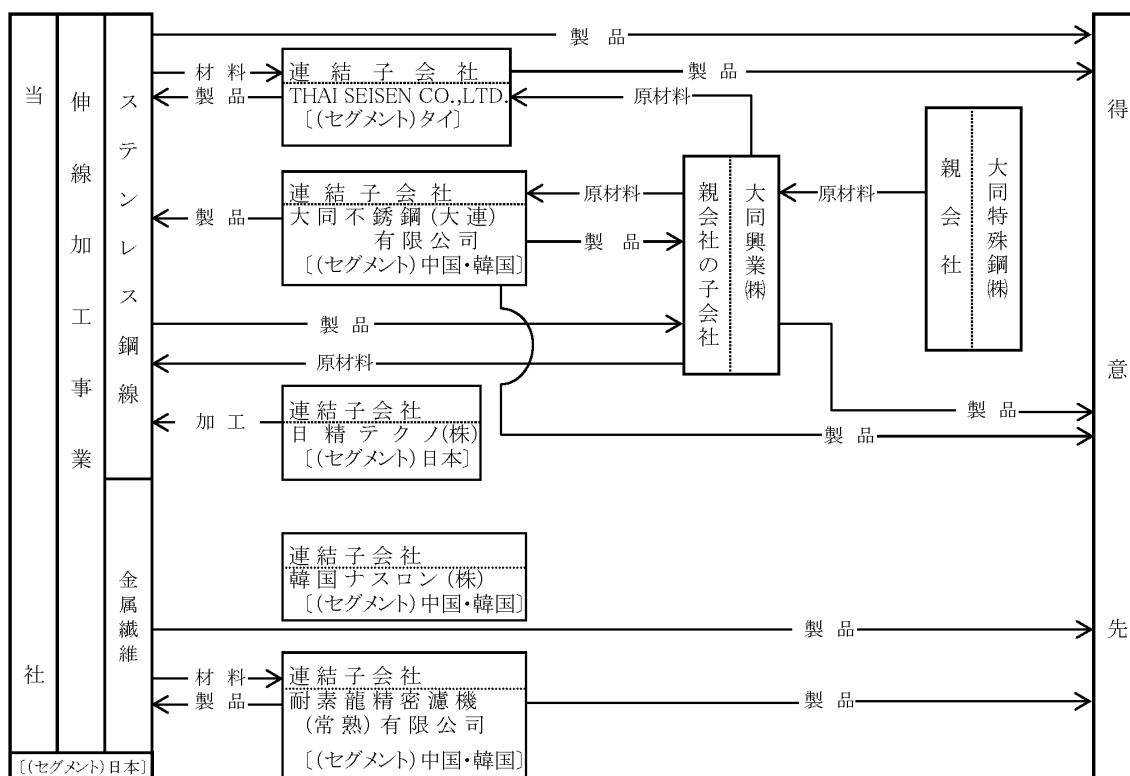 当社
伸線加工事業
ステンレス鋼線
金属繊維
[(セグメント)日本]
製品
材料
製品
連結子会社
THAI SEISEN CO.,LTD.
[(セグメント)タイ]
製品
原材料
製品
連結子会社
大同不銹鋼(大連)
有限公司
[(セグメント)中国・韓国]
原材料
製品
親会社の子会社
大同興業㈱
原材料
親会社
大同特殊鋼㈱
製品
原材料
加工
連結子会社
日精テクノ(株)
[(セグメント)日本]
製品
製品
連結子会社
韓国ナスロン(株)
[(セグメント)中国・韓国]
製品
材料
製品
連結子会社
耐素龍精密濾機
(常熟)有限公司
[(セグメント)中国・韓国]
製品
得意先